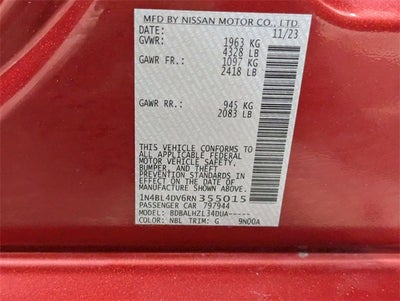 MFD BY NISSAN MOTOR CO., LTD.
DATE: 11/23
GVWR: 1963 KG
4328 LB
GAWR FR.: 1097 KG
2418 LB
GAWR RR.: 945 KG
2083 LB
THIS VEHICLE CONFORMS TO
ALL APPLICABLE FEDERAL
MOTOR VEHICLE SAFETY,
BUMPER, AND THEFT
PREVENTION STANDARDS IN
EFFECT ON THE DATE OF
MANUFACTURE SHOWN ABOVE.
1N4BL4DV6RN355015
PASSENGER CAR 797944
MODEL: BDBALHZL34DUA-----
COLOR: NBL TRIM: G 9N00A